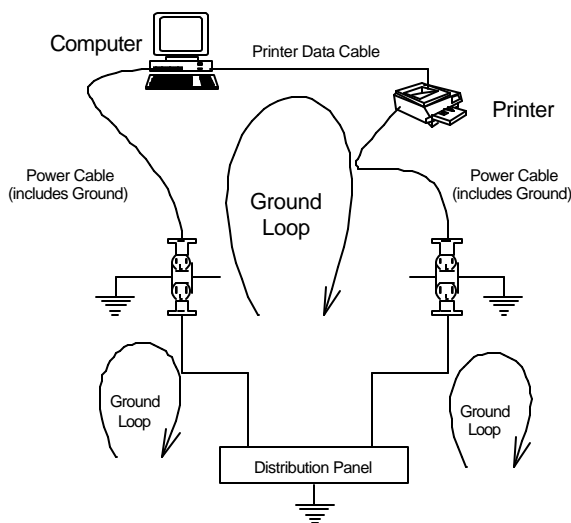 Computer
Printer Data Cable
Printer
Power Cable
(includes Ground)
Power Cable
(includes Ground)
Ground
Loop
Ground
Loop
Ground
Loop
Distribution Panel